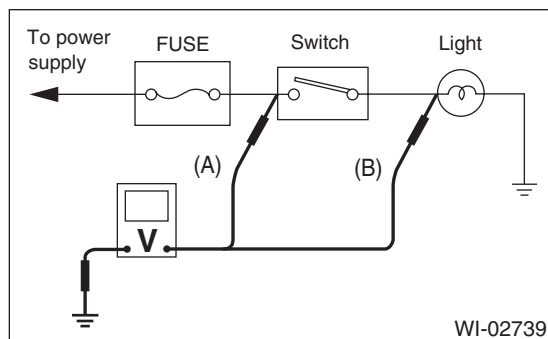 To power
supply
FUSE
Switch
Light
(A)
(B)
V
WI-02739